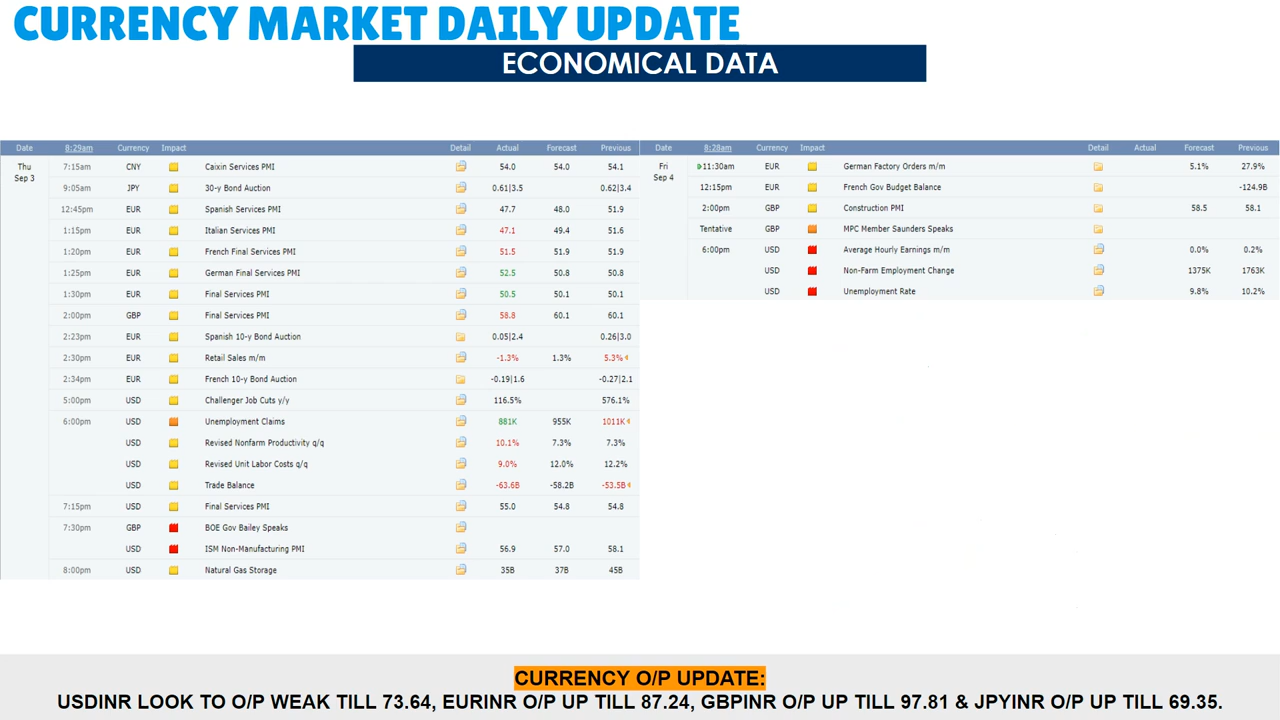 CURRENCY MARKET DAILY UPDATE
ECONOMICAL DATA
Date 8:29am Currency Impact Detail Actual Forecast Previous
Thu Sep 3 7:15am CNY Caixin Services PMI 54.0 54.0 54.1
9:05am JPY 30-y Bond Auction 0.61|3.5 0.62|3.4
12:45pm EUR Spanish Services PMI 47.7 48.0 51.9
1:15pm EUR Italian Services PMI 47.1 49.4 51.6
1:20pm EUR French Final Services PMI 51.5 51.9 51.9
1:25pm EUR German Final Services PMI 52.5 50.8 50.8
1:30pm EUR Final Services PMI 50.5 50.1 50.1
2:00pm GBP Final Services PMI 58.8 60.1 60.1
2:23pm EUR Spanish 10-y Bond Auction 0.05|2.4 0.26|3.0
2:30pm EUR Retail Sales m/m -1.3% 1.3% 5.3%
2:34pm EUR French 10-y Bond Auction -0.19|1.6 -0.27|2.1
5:00pm USD Challenger Job Cuts y/y 116.5% 576.1%
6:00pm USD Unemployment Claims 881K 955K 1011K
USD Revised Nonfarm Productivity q/q 10.1% 7.3% 7.3%
USD Revised Unit Labor Costs q/q 9.0% 12.0% 12.2%
USD Trade Balance -63.6B -58.2B -53.5B
7:15pm USD Final Services PMI 55.0 54.8 54.8
7:30pm GBP BOE Gov Bailey Speaks
USD ISM Non-Manufacturing PMI 56.9 57.0 58.1
8:00pm USD Natural Gas Storage 35B 37B 45B
Date 8:28am Currency Impact Detail Actual Forecast Previous
Fri Sep 4 11:30am EUR German Factory Orders m/m 5.1% 27.9%
12:15pm EUR French Gov Budget Balance -124.9B
2:00pm GBP Construction PMI 58.5 58.1
Tentative GBP MPC Member Saunders Speaks
6:00pm USD Average Hourly Earnings m/m 0.0% 0.2%
USD Non-Farm Employment Change 1375K 1763K
USD Unemployment Rate 9.8% 10.2%
CURRENCY O/P UPDATE:
USDINR LOOK TO O/P WEAK TILL 73.64, EURINR O/P UP TILL 87.24, GBPINR O/P UP TILL 97.81 & JPYINR O/P UP TILL 69.35.